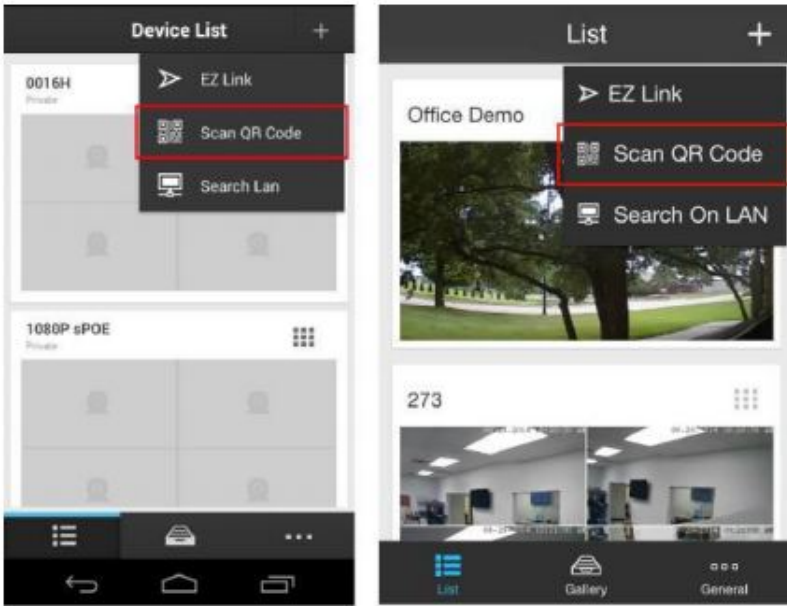 Device List +
0016H
Private
EZ Link
Scan QR Code
Search Lan
1080P sPOE
Private
List +
Office Demo
EZ Link
Scan QR Code
Search On LAN
273
List
Gallery
General